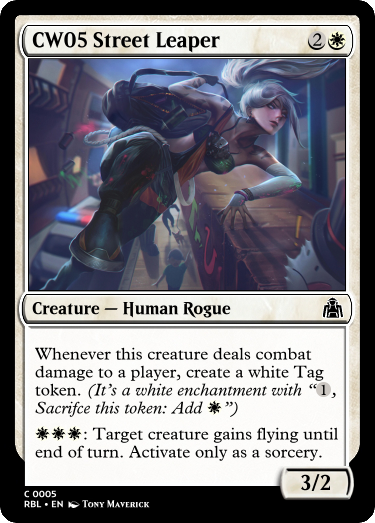 CW05 Street Leaper 2
Creature — Human Rogue
Whenever this creature deals combat
damage to a player, create a white Tag
token. (It's a white enchantment with “1,
Sacrifce this token: Add ”)
: Target creature gains flying until
end of turn. Activate only as a sorcery.
3/2
C 0005
RBL • EN Tony Maverick